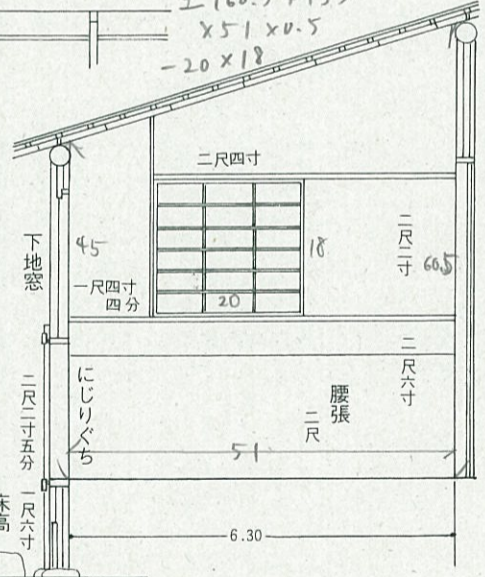 ×51×0.5
-20×18
二尺四寸
下地窓
45
一尺四寸
四分
20
18
二尺二寸
60.5
二尺六寸
にじりぐち
腰張
二尺
51
二尺二寸五分
一尺六寸
床高
6.30